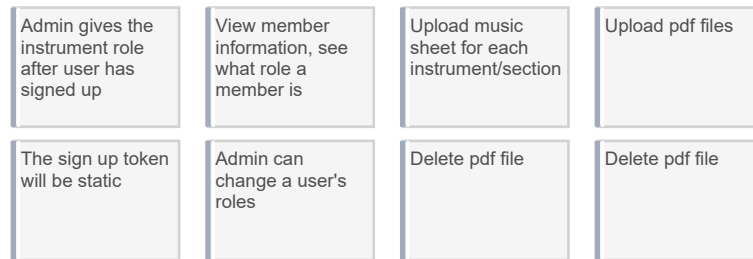 Admin gives the
instrument role
after user has
signed up
View member
information, see
what role a
member is
Upload music
sheet for each
instrument/section
Upload pdf files
The sign up token
will be static
Admin can
change a user's
roles
Delete pdf file
Delete pdf file